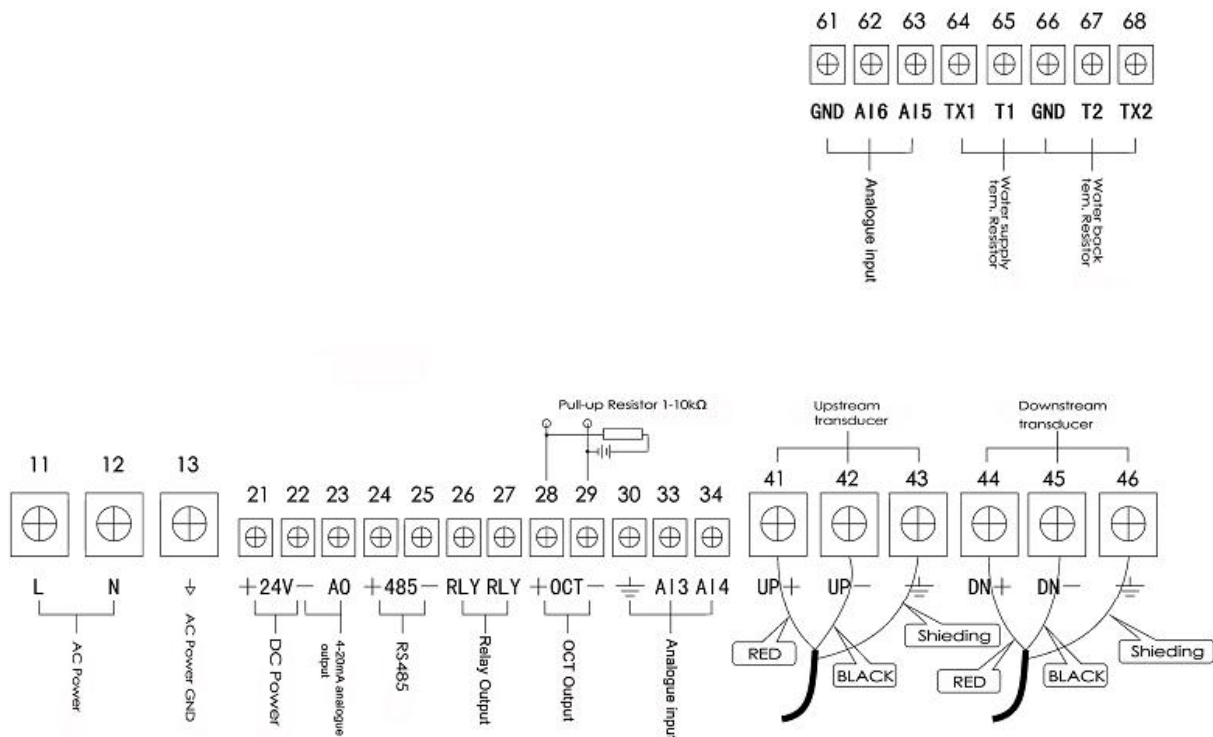 61 62 63 64 65 66 67 68
GND AI6 AI5 TX1 T1 GND T2 TX2
Analogue input
Water supply
tem. Resistor
Water back
tem. Resistor
Pull-up Resistor 1-10kΩ
Upstream
transducer
Downstream
transducer
11 12 13 21 22 23 24 25 26 27 28 29 30 33 34 41 42 43 44 45 46
L N +24V- AO +485- RLY RLY +OCT- AI3 AI4 UP+ UP- DN+ DN-
AC Power
AC Power GND
DC Power
4-20mA analogue
output
RS485
Relay Output
OCT Output
Analogue input
RED
BLACK
Shieding
RED
BLACK
Shieding